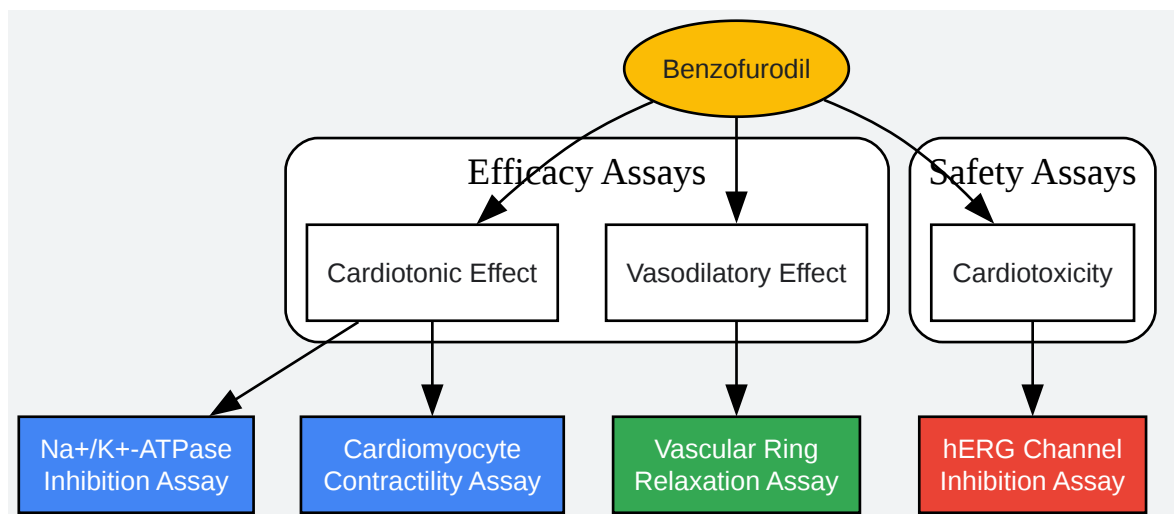 Benzofurodil
Efficacy Assays
Safety Assays
Cardiotonic Effect
Vasodilatory Effect
Cardiotoxicity
Na+/K+-ATPase
Inhibition Assay
Cardiomyocyte
Contractility Assay
Vascular Ring
Relaxation Assay
hERG Channel
Inhibition Assay